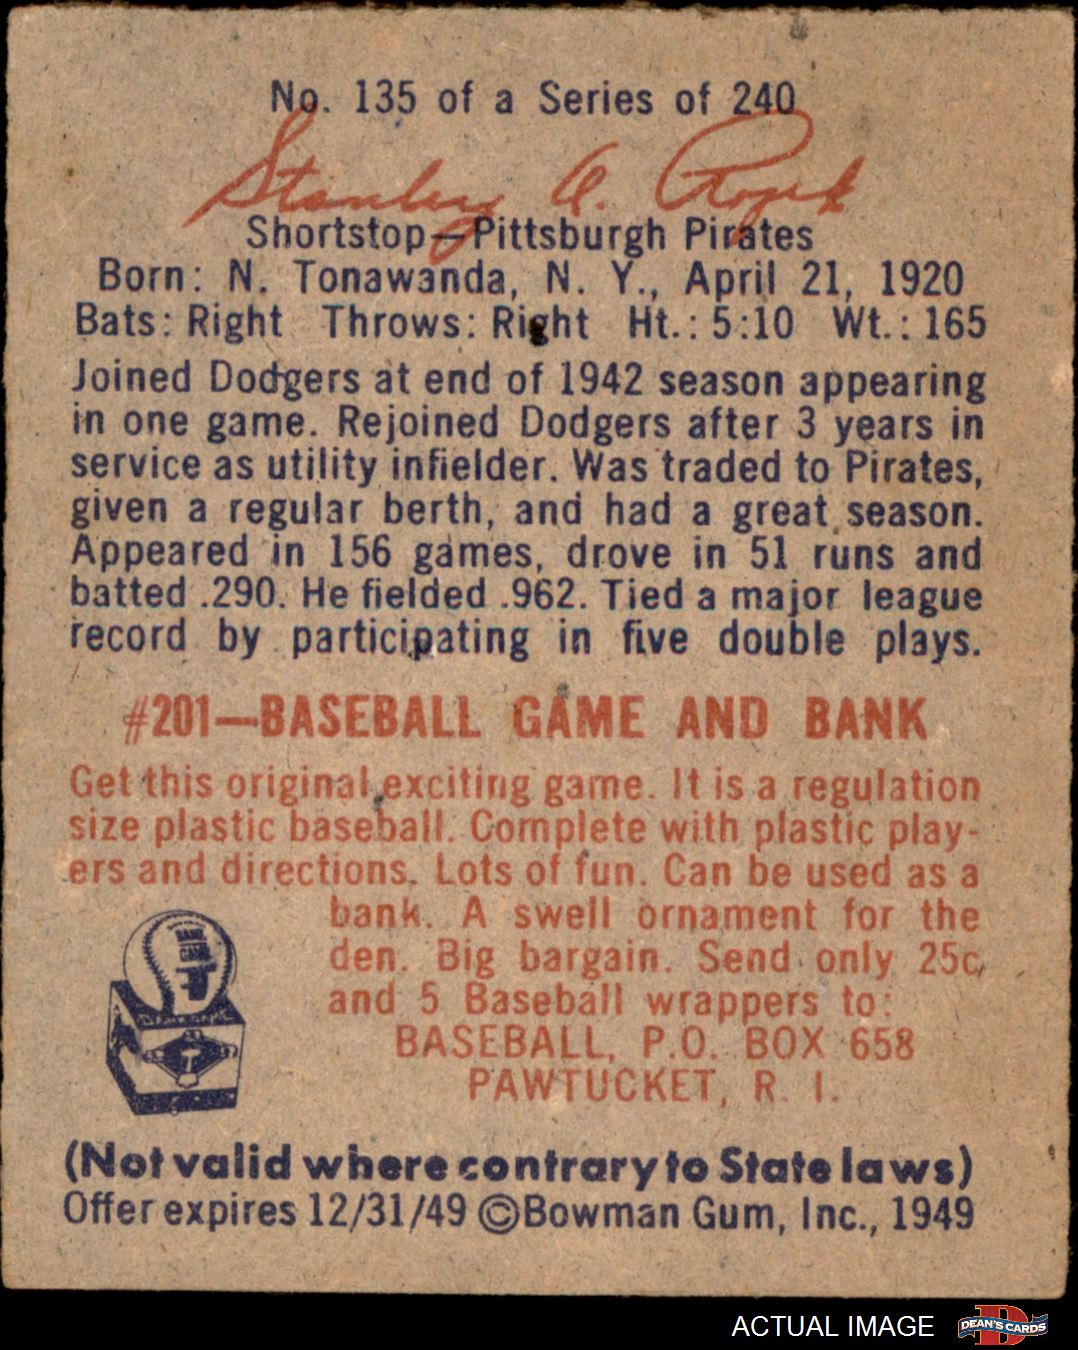 No. 135 of a Series of 240
Stanley A. Rojek
Shortstop—Pittsburgh Pirates
Born: N. Tonawanda, N. Y., April 21, 1920
Bats: Right Throws: Right Ht.: 5:10 Wt.: 165
Joined Dodgers at end of 1942 season appearing
in one game. Rejoined Dodgers after 3 years in
service as utility infielder. Was traded to Pirates,
given a regular berth, and had a great season.
Appeared in 156 games, drove in 51 runs and
batted .290. He fielded .962. Tied a major league
record by participating in five double plays.
#201—BASEBALL GAME AND BANK
Get this original exciting game. It is a regulation
size plastic baseball. Complete with plastic play-
ers and directions. Lots of fun. Can be used as a
bank. A swell ornament for the
den. Big bargain. Send only 25c
and 5 Baseball wrappers to:
BASEBALL, P.O. BOX 658
PAWTUCKET, R. I.
(Not valid where contrary to State laws)
Offer expires 12/31/49 ©Bowman Gum, Inc., 1949
ACTUAL IMAGE
DEAN'S CARDS